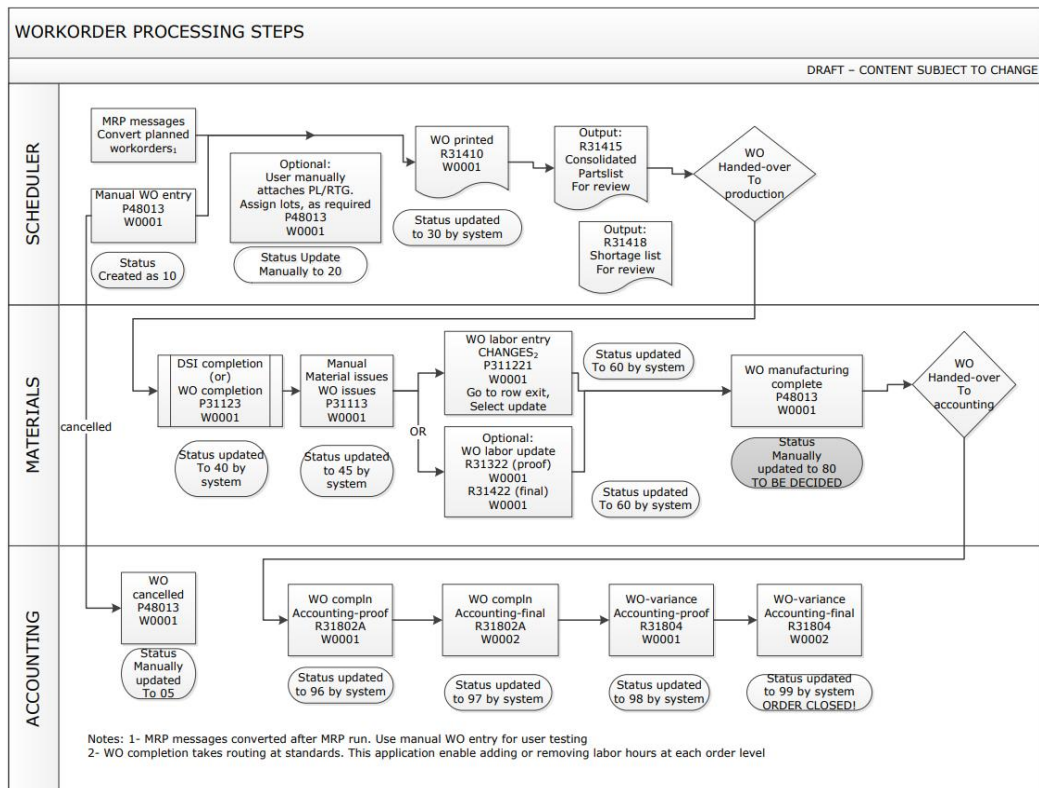 WORKORDER PROCESSING STEPS
DRAFT – CONTENT SUBJECT TO CHANGE
SCHEDULER
MRP messages
Convert planned
workorders₁
Manual WO entry
P48013
W0001
Status
Created as 10
Optional:
User manually
attaches PL/RTG.
Assign lots, as required
P48013
W0001
Status Update
Manually to 20
WO printed
R31410
W0001
Status updated
to 30 by system
Output:
R31415
Consolidated
Partslist
For review
Output:
R31418
Shortage list
For review
WO
Handed-over
To
production
MATERIALS
cancelled
DSI completion
(or)
WO completion
P31123
W0001
Status updated
To 40 by
system
Manual
Material issues
WO issues
P31113
W0001
Status updated
to 45 by
system
OR
WO labor entry
CHANGES₂
P311221
W0001
Go to row exit,
Select update
Status updated
To 60 by system
Optional:
WO labor update
R31322 (proof)
W0001
R31422 (final)
W0001
Status updated
To 60 by system
WO manufacturing
complete
P48013
W0001
Status
Manually
updated to 80
TO BE DECIDED
WO
Handed-over
To
accounting
ACCOUNTING
WO
cancelled
P48013
W0001
Status
Manually
updated
To 05
WO compln
Accounting-proof
R31802A
W0001
Status updated
to 96 by system
WO compln
Accounting-final
R31802A
W0002
Status updated
to 97 by system
WO-variance
Accounting-proof
R31804
W0001
Status updated
to 98 by system
WO-variance
Accounting-final
R31804
W0002
Status updated
to 99 by system
ORDER CLOSED!
Notes: 1- MRP messages converted after MRP run. Use manual WO entry for user testing
2- WO completion takes routing at standards. This application enable adding or removing labor hours at each order level